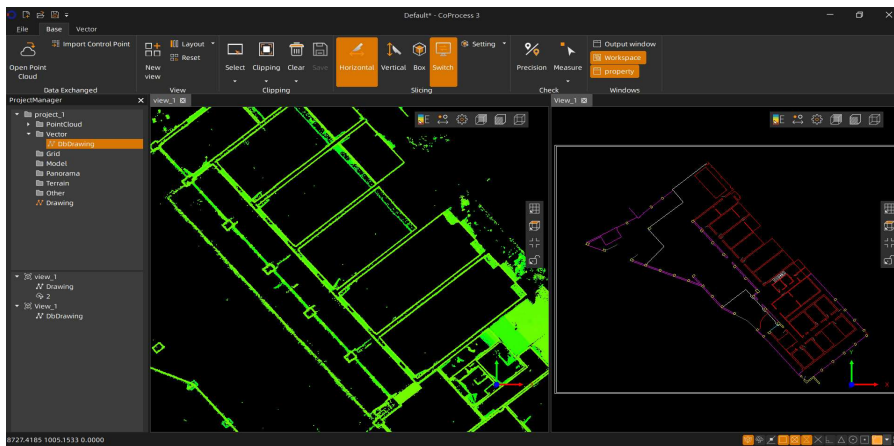 Default* - CoProcess 3
File Base Vector
Open Point Cloud
Import Control Point
Data Exchanged
New view
Layout
Reset
View
Select
Clipping
Clear
Save
Clipping
Horizontal
Vertical
Box
Switch
Setting
Slicing
Precision
Measure
Check
Output window
Workspace
property
Windows
ProjectManager
project_1
PointCloud
Vector
DbDrawing
Grid
Model
Panorama
Terrain
Other
Drawing
view_1
Drawing
2
View_1
DbDrawing
view_1
E
View_1
E
X
8727.4185 1005.1533 0.0000